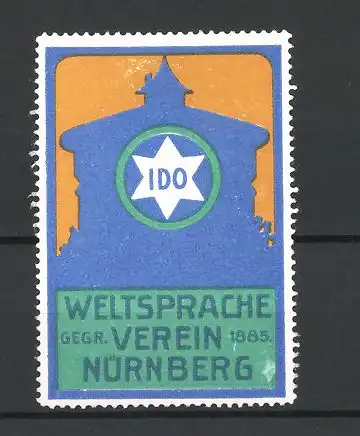 IDO
WELTSPRACHE
GEGR. VEREIN 1885.
NÜRNBERG